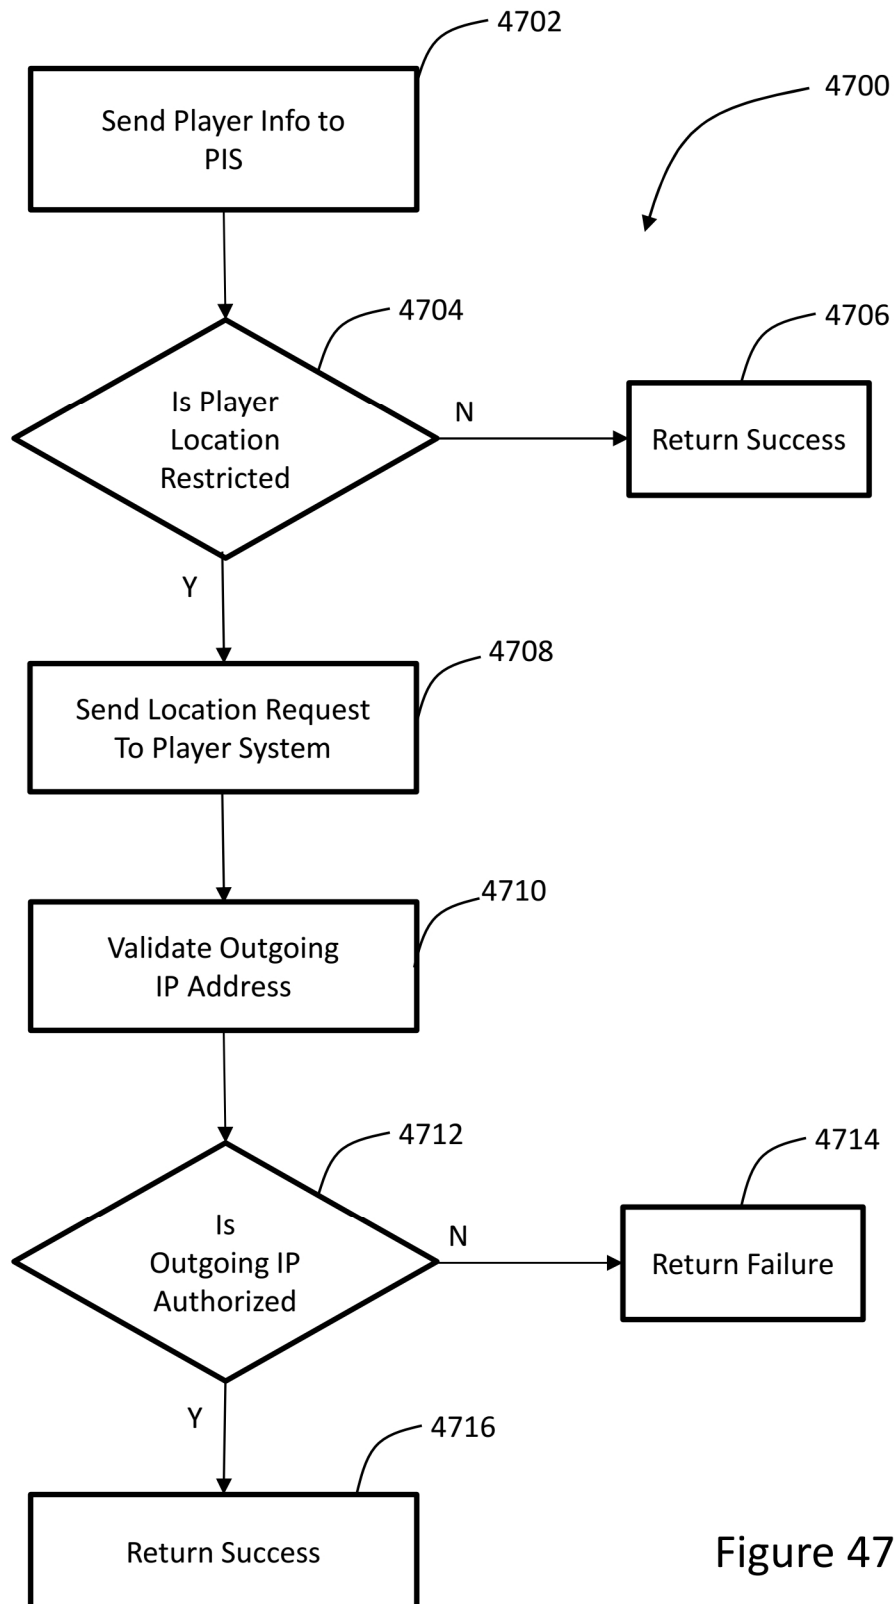 4702
4700
Send Player Info to
PIS
4704
4706
Is Player
Location
Restricted
N
Return Success
Y
4708
Send Location Request
To Player System
4710
Validate Outgoing
IP Address
4712
4714
Is
Outgoing IP
Authorized
N
Return Failure
Y
4716
Return Success
Figure 47